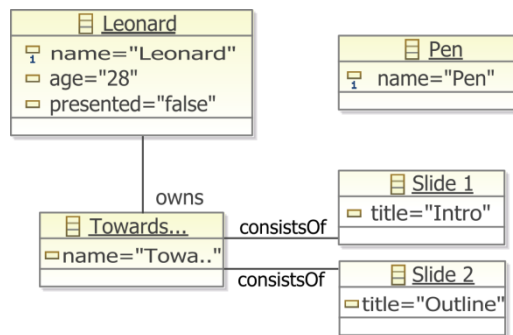 Leonard
name="Leonard"
age="28"
presented="false"
Pen
name="Pen"
owns
Towards...
name="Towa.."
consistsOf
consistsOf
Slide 1
title="Intro"
Slide 2
title="Outline"